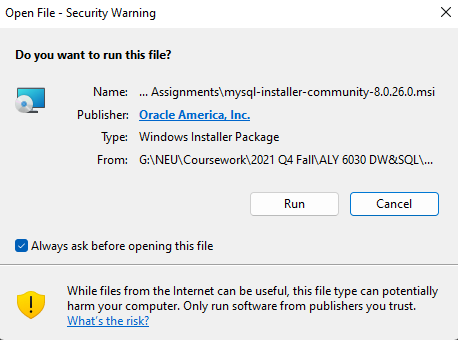 Open File - Security Warning
Do you want to run this file?
Name: ... Assignments\mysql-installer-community-8.0.26.0.msi
Publisher: Oracle America, Inc.
Type: Windows Installer Package
From: G:\NEU\Coursework\2021 Q4 Fall\ALY 6030 DW&SQL\...
Run Cancel
Always ask before opening this file
While files from the Internet can be useful, this file type can potentially
harm your computer. Only run software from publishers you trust.
What's the risk?